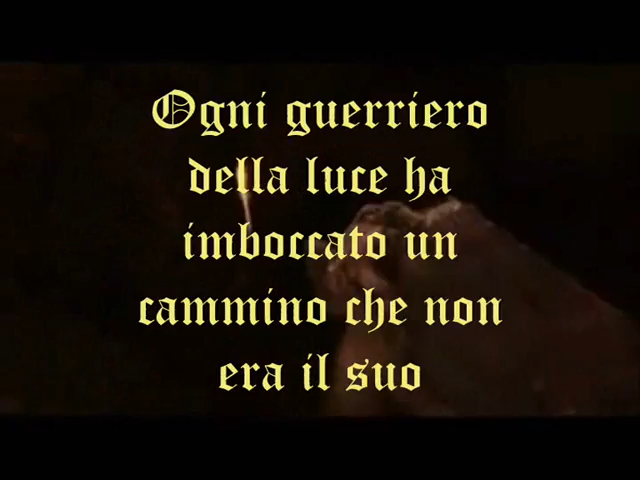 Ogni guerriero
della luce ha
imboccato un
cammino che non
era il suo